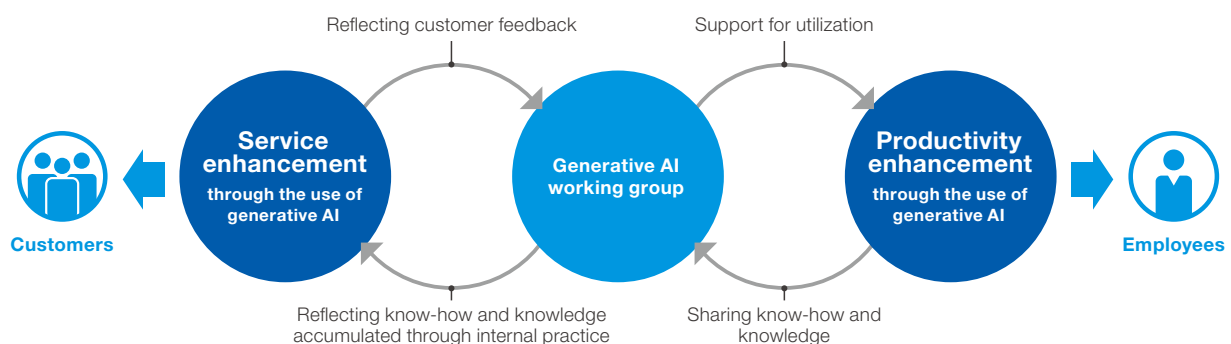 Reflecting customer feedback
Support for utilization
Service
enhancement
through the use of
generative AI
Generative AI
working group
Productivity
enhancement
through the use of
generative AI
Customers
Employees
Reflecting know-how and knowledge
accumulated through internal practice
Sharing know-how and
knowledge